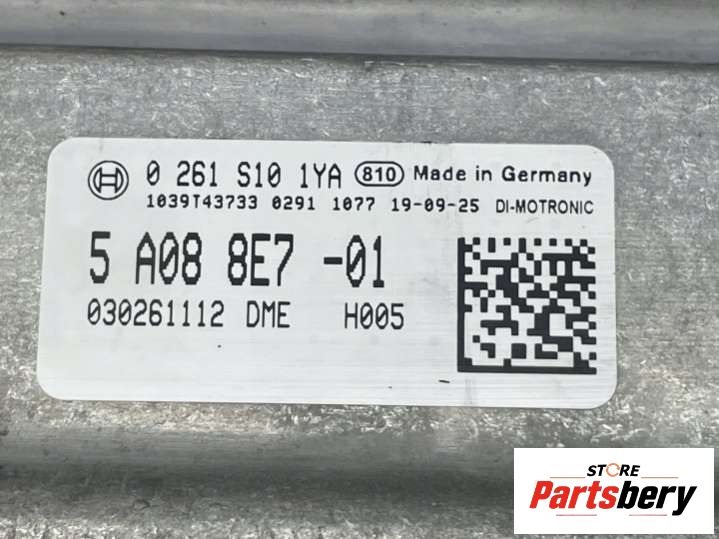 0 261 S10 1YA 810 Made in Germany
1039T43733 0291 1077 19-09-25 DI-MOTRONIC
5 A08 8E7 -01
030261112 DME H005
STORE
Partsbery